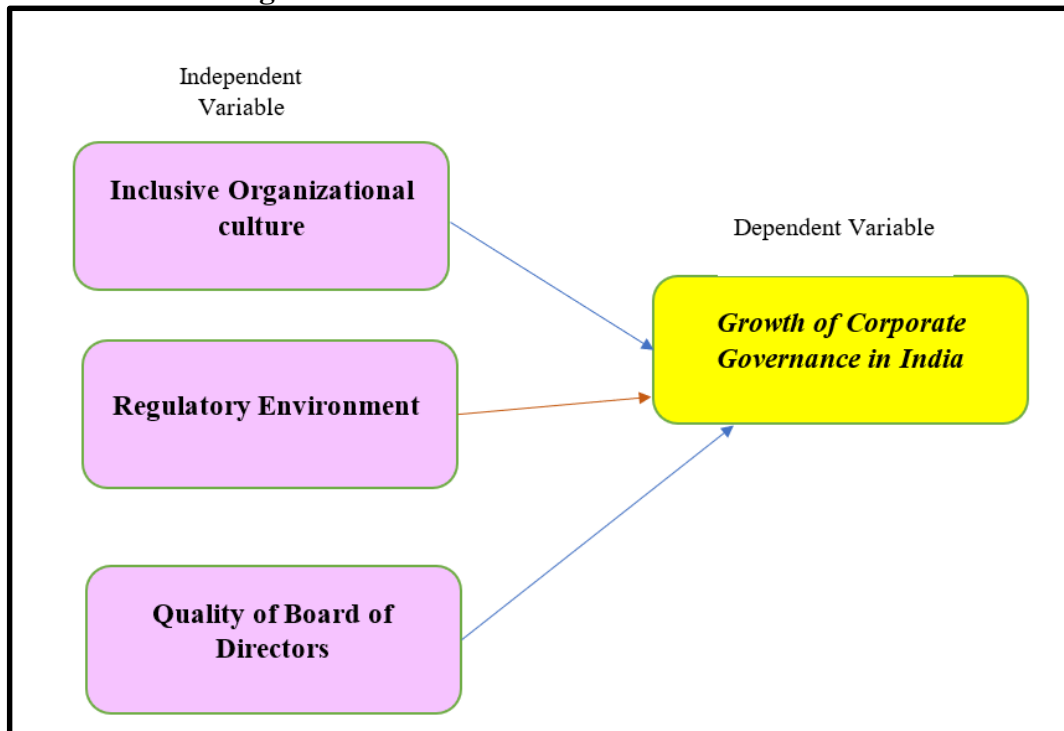 Independent
Variable
Inclusive Organizational
culture
Dependent Variable
Growth of Corporate
Governance in India
Regulatory Environment
Quality of Board of
Directors